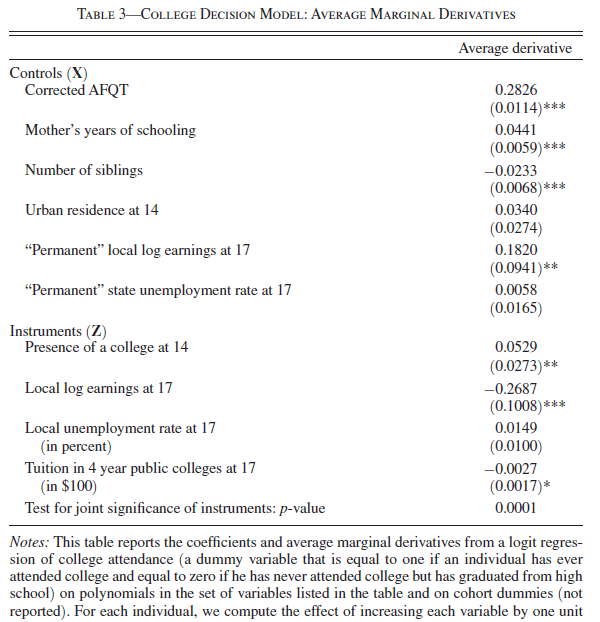 TABLE 3—COLLEGE DECISION MODEL: AVERAGE MARGINAL DERIVATIVES
Average derivative
Controls (X)
Corrected AFQT 0.2826
(0.0114)***
Mother’s years of schooling 0.0441
(0.0059)***
Number of siblings −0.0233
(0.0068)***
Urban residence at 14 0.0340
(0.0274)
“Permanent” local log earnings at 17 0.1820
(0.0941)**
“Permanent” state unemployment rate at 17 0.0058
(0.0165)
Instruments (Z)
Presence of a college at 14 0.0529
(0.0273)**
Local log earnings at 17 −0.2687
(0.1008)***
Local unemployment rate at 17 0.0149
(in percent) (0.0100)
Tuition in 4 year public colleges at 17 −0.0027
(in $100) (0.0017)*
Test for joint significance of instruments: p-value 0.0001
Notes: This table reports the coefficients and average marginal derivatives from a logit regres-
sion of college attendance (a dummy variable that is equal to one if an individual has ever
attended college and equal to zero if he has never attended college but has graduated from high
school) on polynomials in the set of variables listed in the table and on cohort dummies (not
reported). For each individual, we compute the effect of increasing each variable by one unit